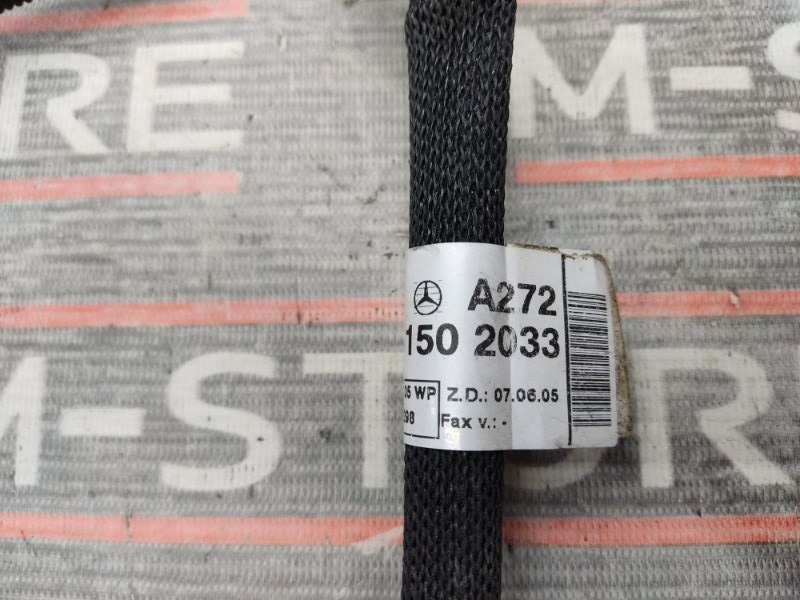 RE M-S
A272
150 2033
WP Z.D.: 07.06.05
Fax v.: -
M-STOR